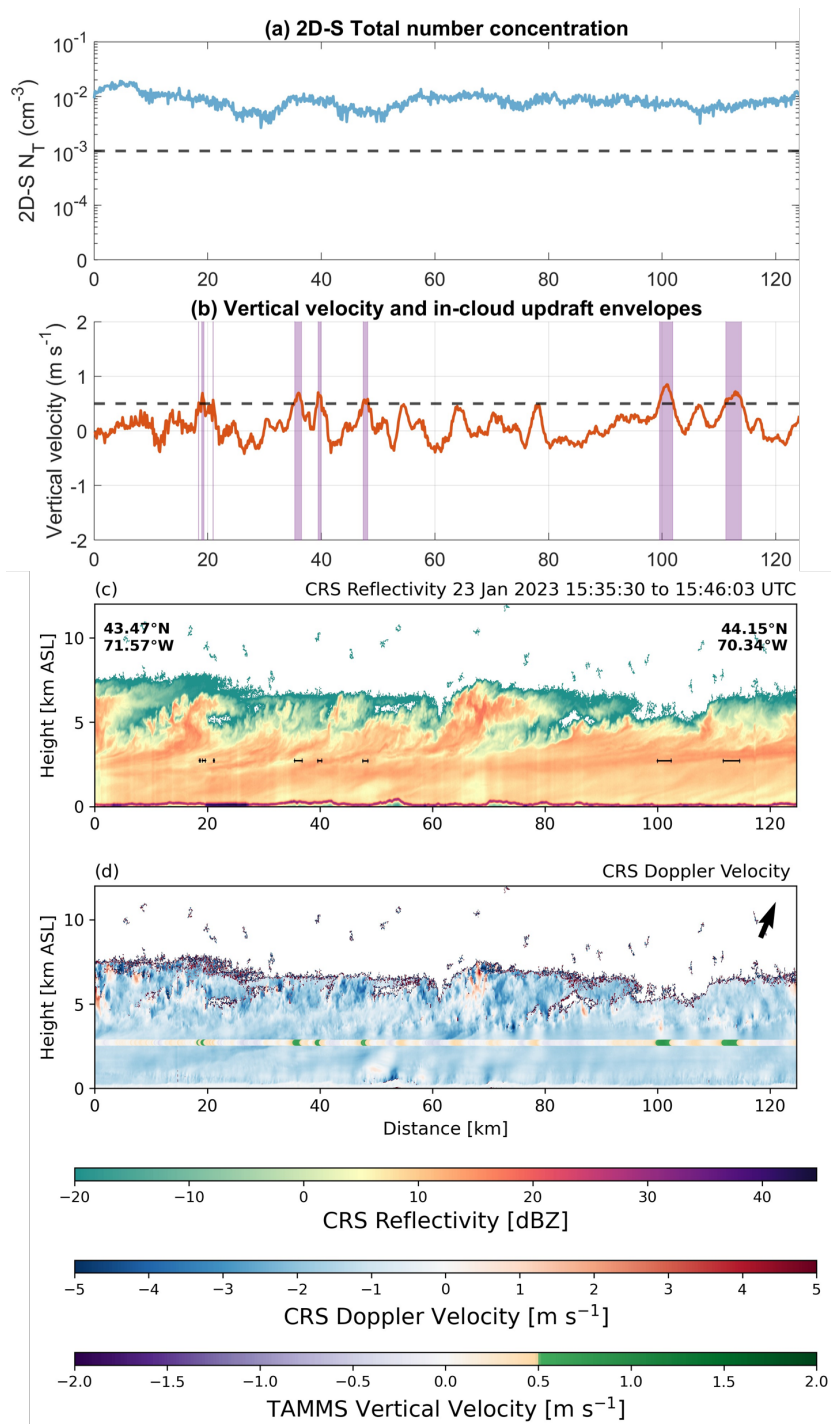 (a) 2D-S Total number concentration
10^-1
10^-2
10^-3
10^-4
0
2D-S N_T (cm^-3)
0 20 40 60 80 100 120
(b) Vertical velocity and in-cloud updraft envelopes
2
1
0
-1
-2
Vertical velocity (m s^-1)
0 20 40 60 80 100 120
(c) CRS Reflectivity 23 Jan 2023 15:35:30 to 15:46:03 UTC
43.47°N 44.15°N
71.57°W 70.34°W
10
5
0
Height [km ASL]
0 20 40 60 80 100 120
(d) CRS Doppler Velocity
10
5
0
Height [km ASL]
0 20 40 60 80 100 120
Distance [km]
−20 −10 0 10 20 30 40
CRS Reflectivity [dBZ]
−5 −4 −3 −2 −1 0 1 2 3 4 5
CRS Doppler Velocity [m s⁻¹]
−2.0 −1.5 −1.0 −0.5 0.0 0.5 1.0 1.5 2.0
TAMMS Vertical Velocity [m s⁻¹]